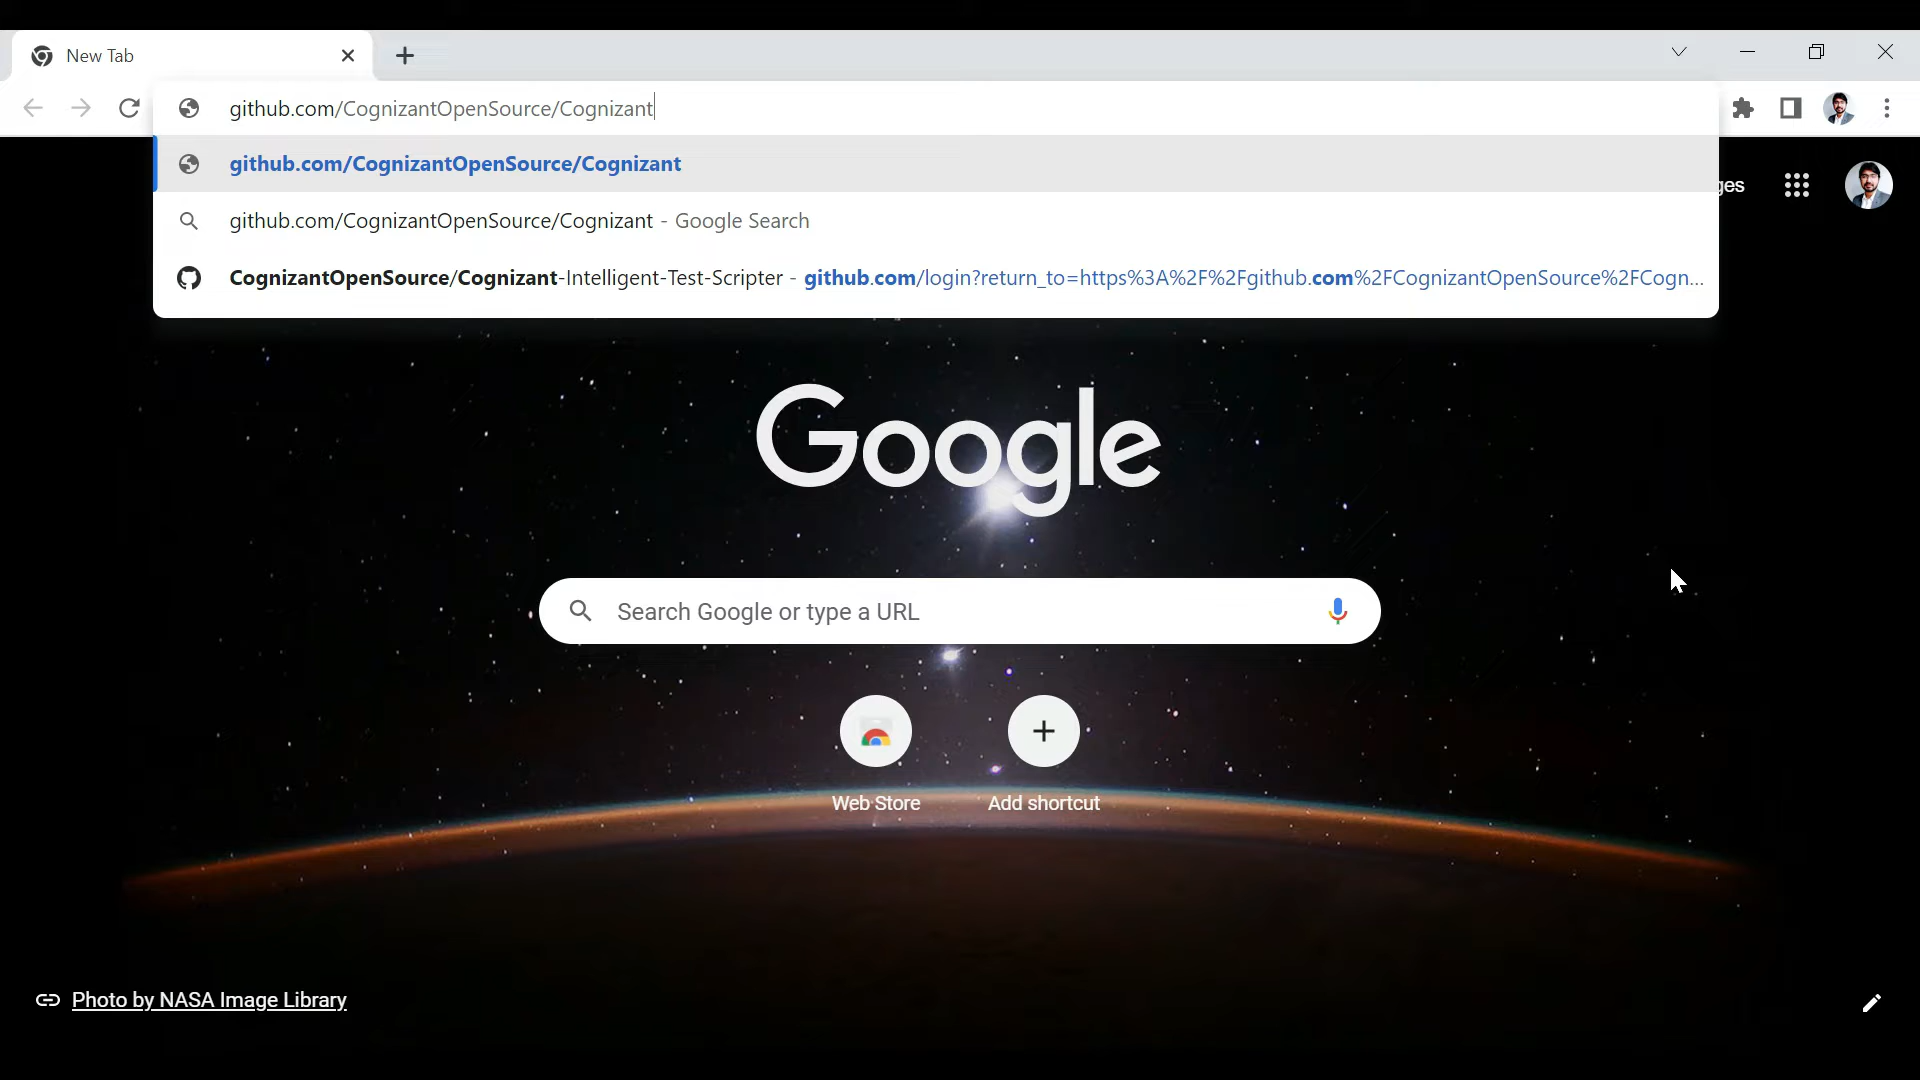 New Tab
github.com/CognizantOpenSource/Cognizant
github.com/CognizantOpenSource/Cognizant
github.com/CognizantOpenSource/Cognizant - Google Search
CognizantOpenSource/Cognizant-Intelligent-Test-Scripter - github.com/login?return_to=https%3A%2F%2Fgithub.com%2FCognizantOpenSource%2FCogn...
Google
Search Google or type a URL
Web Store
Add shortcut
Photo by NASA Image Library